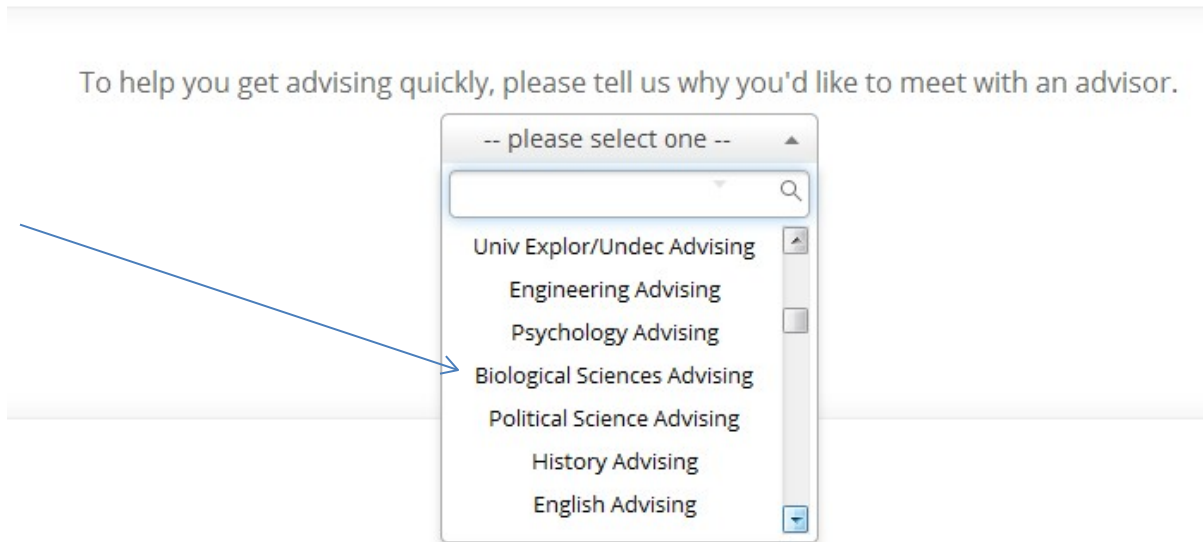 To help you get advising quickly, please tell us why you'd like to meet with an advisor.
-- please select one --
Univ Explor/Undec Advising
Engineering Advising
Psychology Advising
Biological Sciences Advising
Political Science Advising
History Advising
English Advising